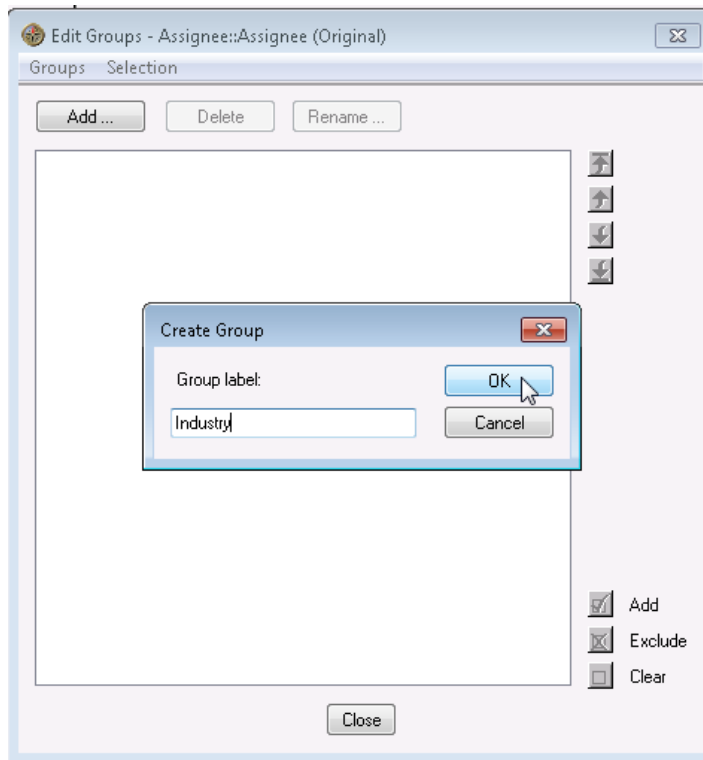 Edit Groups - Assignee::Assignee (Original)
Groups Selection
Add ... Delete Rename ...
Create Group
Group label:
OK
Industry
Cancel
Add
Exclude
Clear
Close